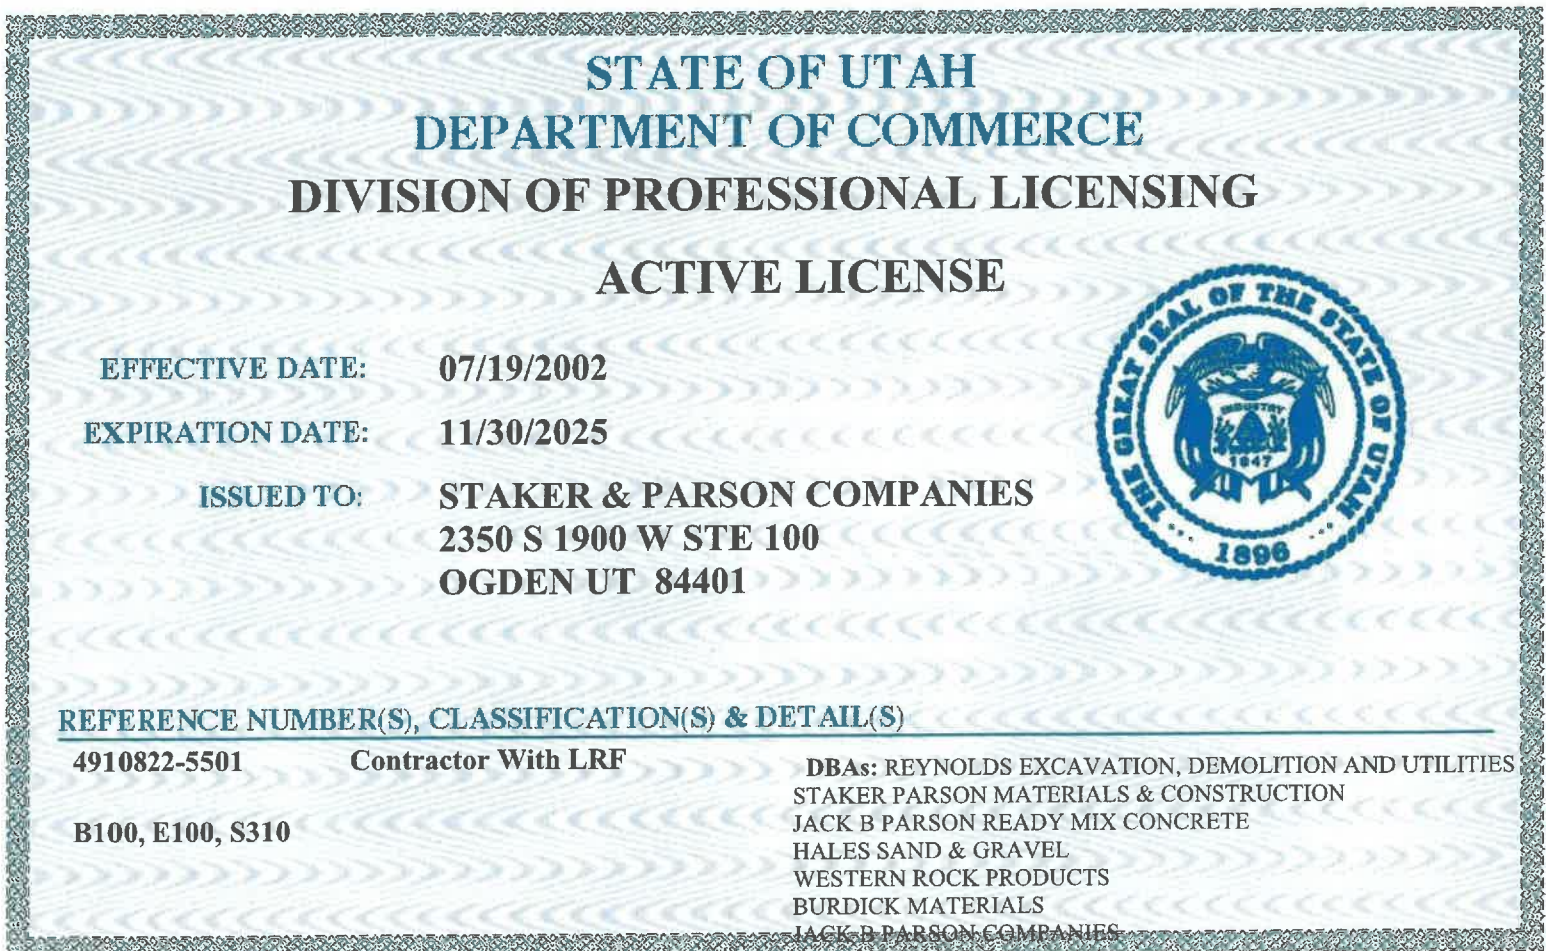 STATE OF UTAH
DEPARTMENT OF COMMERCE
DIVISION OF PROFESSIONAL LICENSING
ACTIVE LICENSE
EFFECTIVE DATE: 07/19/2002
EXPIRATION DATE: 11/30/2025
ISSUED TO: STAKER & PARSON COMPANIES
2350 S 1900 W STE 100
OGDEN UT 84401
THE GREAT SEAL OF THE STATE OF UTAH
INDUSTRY
1847
1896
REFERENCE NUMBER(S), CLASSIFICATION(S) & DETAIL(S)
4910822-5501 Contractor With LRF
B100, E100, S310
DBAs: REYNOLDS EXCAVATION, DEMOLITION AND UTILITIES
STAKER PARSON MATERIALS & CONSTRUCTION
JACK B PARSON READY MIX CONCRETE
HALES SAND & GRAVEL
WESTERN ROCK PRODUCTS
BURDICK MATERIALS
JACK B PARSON COMPANIES